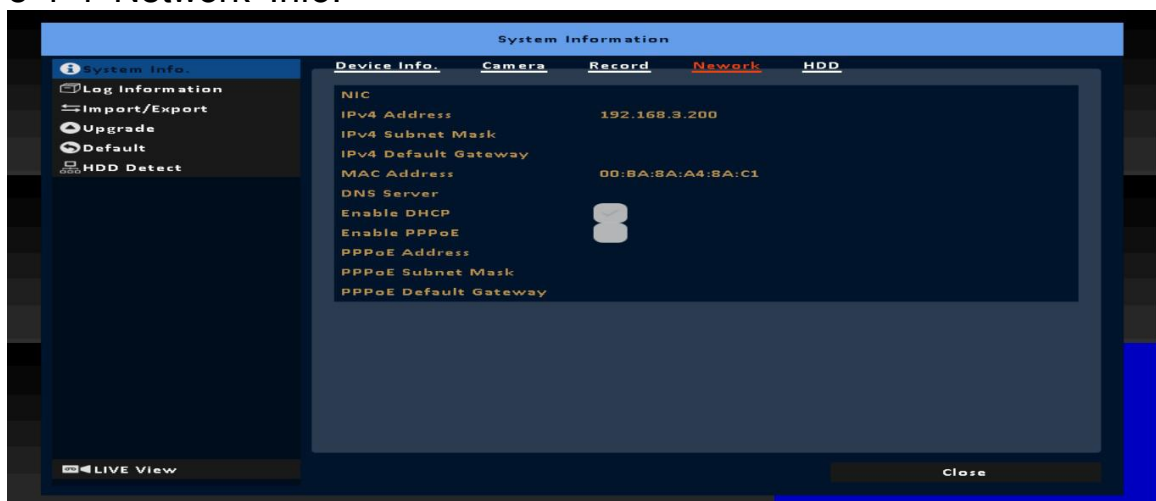 System Information
System Info.
Log Information
Import/Export
Upgrade
Default
HDD Detect
LIVE View
Device Info. Camera Record Nework HDD
NIC
IPv4 Address 192.168.3.200
IPv4 Subnet Mask
IPv4 Default Gateway
MAC Address 00:BA:8A:A4:8A:C1
DNS Server
Enable DHCP
Enable PPPoE
PPPoE Address
PPPoE Subnet Mask
PPPoE Default Gateway
Close